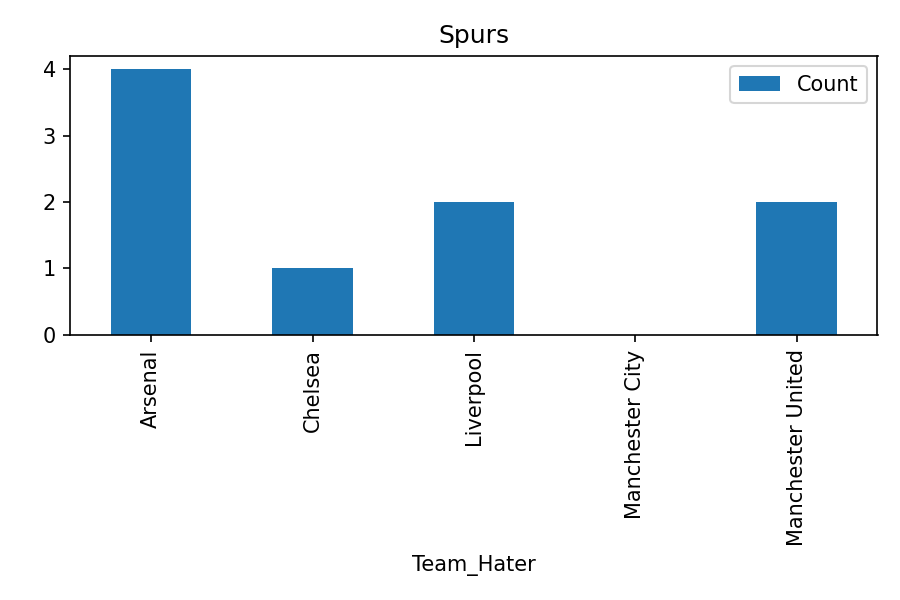 Spurs
Count
4
3
2
1
0
Arsenal
Chelsea
Liverpool
Manchester City
Manchester United
Team_Hater